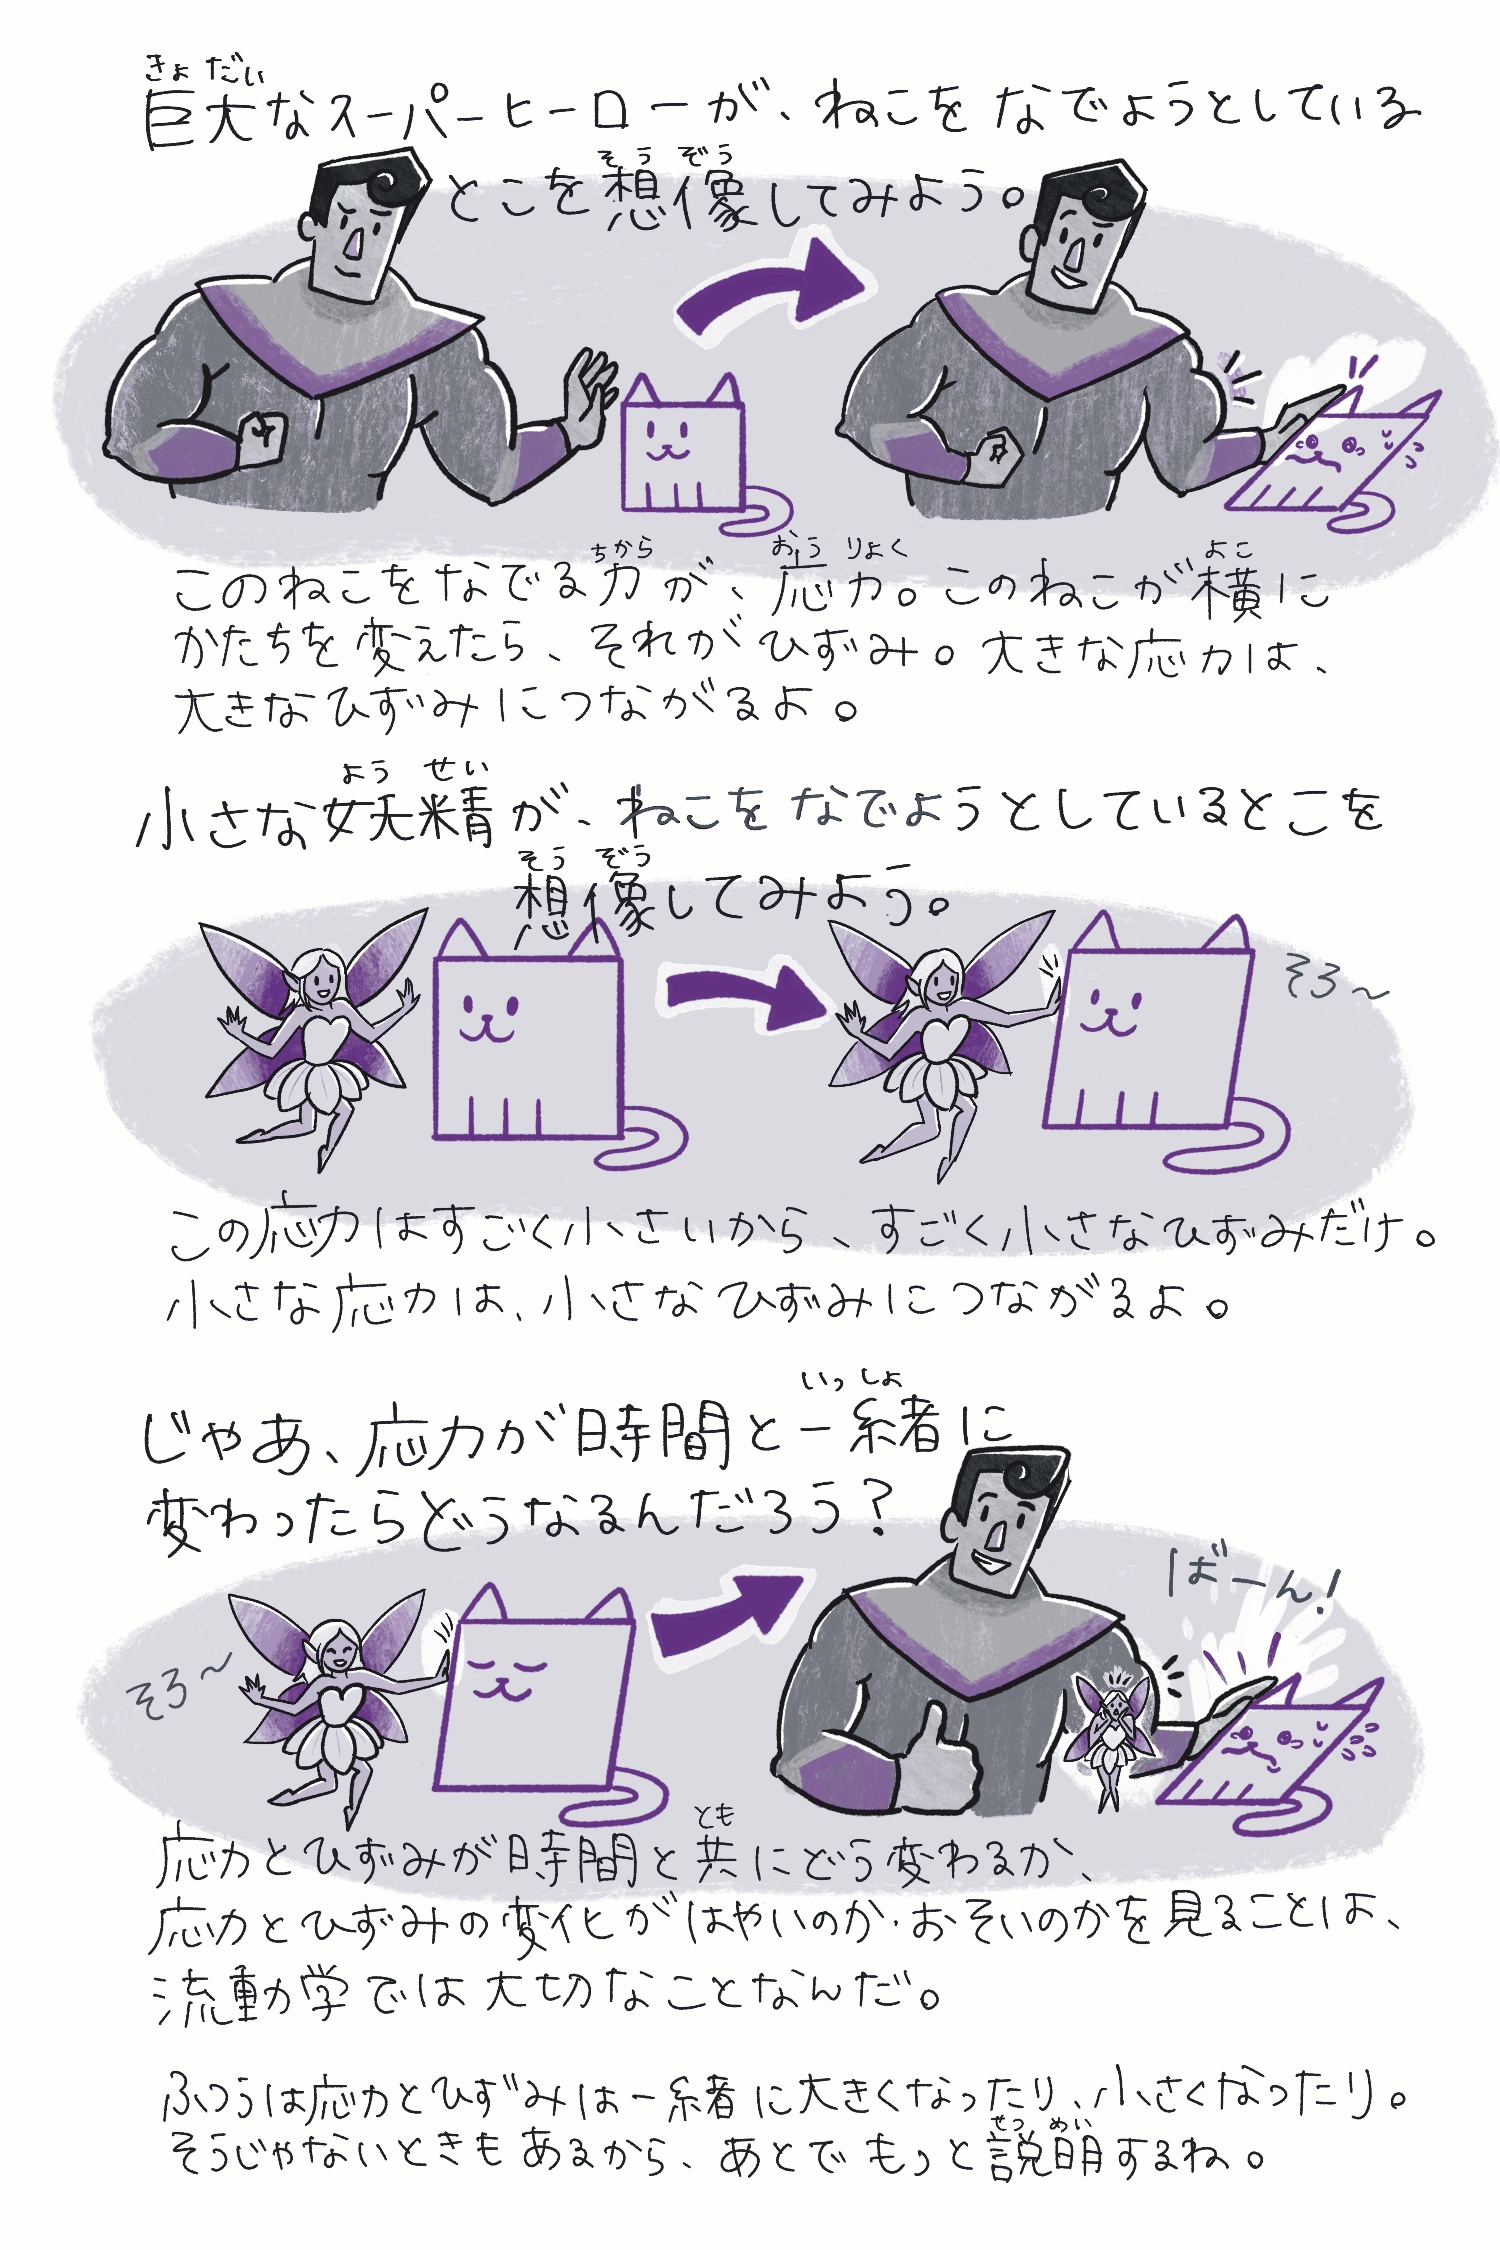 きょ だい
巨大なスーパーヒーローが、ねこをなでようとしている
そう ぞう
とこを想像してみよう。
ちから おう りょく よこ
このねこをなでる力が、応力。このねこが横に
かたちを変えたら、それがひずみ。大きな応力は、
大きなひずみにつながるよ。
よう せい
小さな妖精が、ねこをなでようとしているとこを
そう ぞう
想像してみよう。
そろ〜
この応力はすごく小さいから、すごく小さなひずみだけ。
小さな応力は、小さなひずみにつながるよ。
いっ しょ
じゃあ、応力が時間と一緒に
変わったらどうなるんだろう?
ばーん!
そろ〜
とも
応力とひずみが時間と共にどう変わるか、
応力とひずみの変化がはやいのか・おそいのかを見ることは、
流動学では大切なことなんだ。
ふつうは応力とひずみは一緒に大きくなったり、小さくなったり。
せつ めい
そうじゃないときもあるから、あとでもっと説明するね。